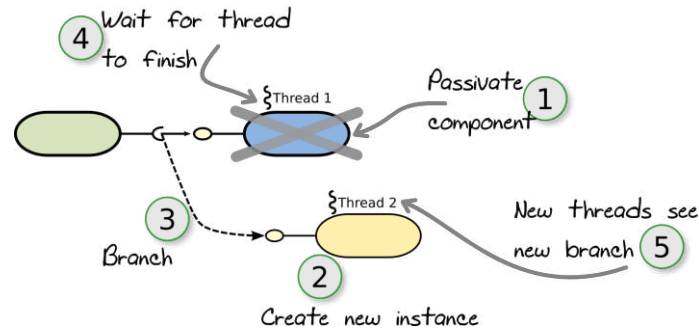 4 Wait for thread
to finish
Thread 1
Passivate
component 1
3
Branch
Thread 2
2
Create new instance
New threads see
new branch 5